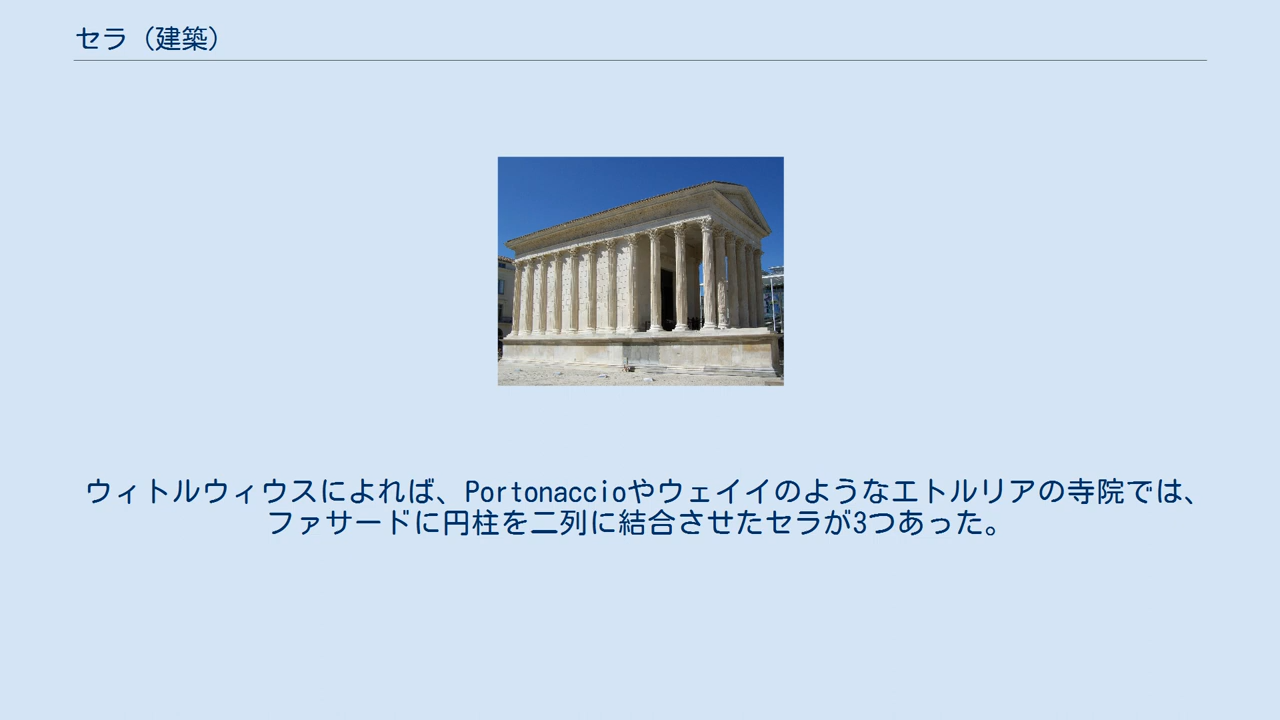 セラ（建築）
ウィトルウィウスによれば、Portonaccioやウェイイのようなエトルリアの寺院では、
ファサードに円柱を二列に結合させたセラが3つあった。